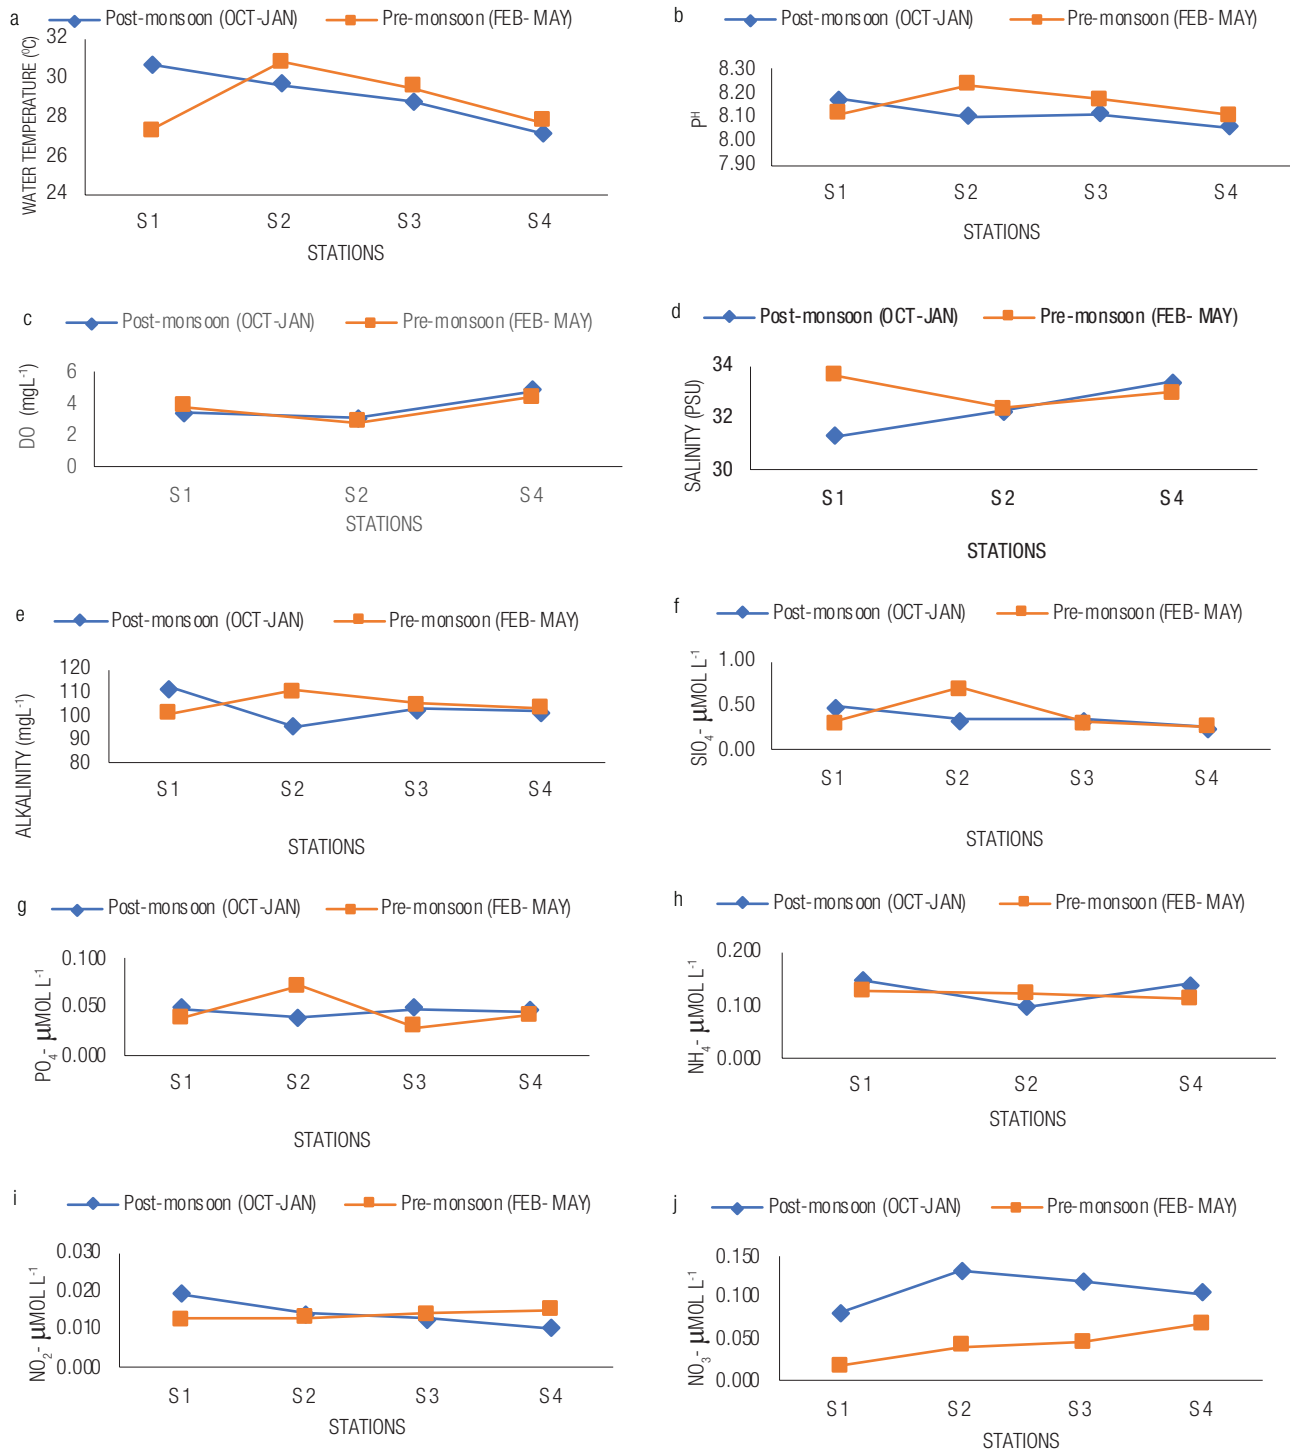 a
Post-monsoon (OCT-JAN)
Pre-monsoon (FEB- MAY)
WATER TEMPERATURE (⁰C)
32
30
28
26
24
S1 S2 S3 S4
STATIONS
b
Post-monsoon (OCT-JAN)
Pre-monsoon (FEB- MAY)
Pᴴ
8.30
8.20
8.10
8.00
7.90
S1 S2 S3 S4
STATIONS
c
Post-monsoon (OCT-JAN)
Pre-monsoon (FEB- MAY)
DO (mgL⁻¹)
6
4
2
0
S1 S2 S4
STATIONS
d
Post-monsoon (OCT-JAN)
Pre-monsoon (FEB- MAY)
SALINITY (PSU)
34
32
30
S1 S2 S4
STATIONS
e
Post-monsoon (OCT-JAN)
Pre-monsoon (FEB- MAY)
ALKALINITY (mgL⁻¹)
120
110
100
90
80
S1 S2 S3 S4
STATIONS
f
Post-monsoon (OCT-JAN)
Pre-monsoon (FEB- MAY)
SIO₄- µMOL L⁻¹
1.00
0.50
0.00
S1 S2 S3 S4
STATIONS
g
Post-monsoon (OCT-JAN)
Pre-monsoon (FEB- MAY)
PO₄- µMOL L⁻¹
0.100
0.050
0.000
S1 S2 S3 S4
STATIONS
h
Post-monsoon (OCT-JAN)
Pre-monsoon (FEB- MAY)
NH₄- µMOL L⁻¹
0.200
0.100
0.000
S1 S2 S4
STATIONS
i
Post-monsoon (OCT-JAN)
Pre-monsoon (FEB- MAY)
NO₂- µMOL L⁻¹
0.030
0.020
0.010
0.000
S1 S2 S3 S4
STATIONS
j
Post-monsoon (OCT-JAN)
Pre-monsoon (FEB- MAY)
NO₃- µMOL L⁻¹
0.150
0.100
0.050
0.000
S1 S2 S3 S4
STATIONS